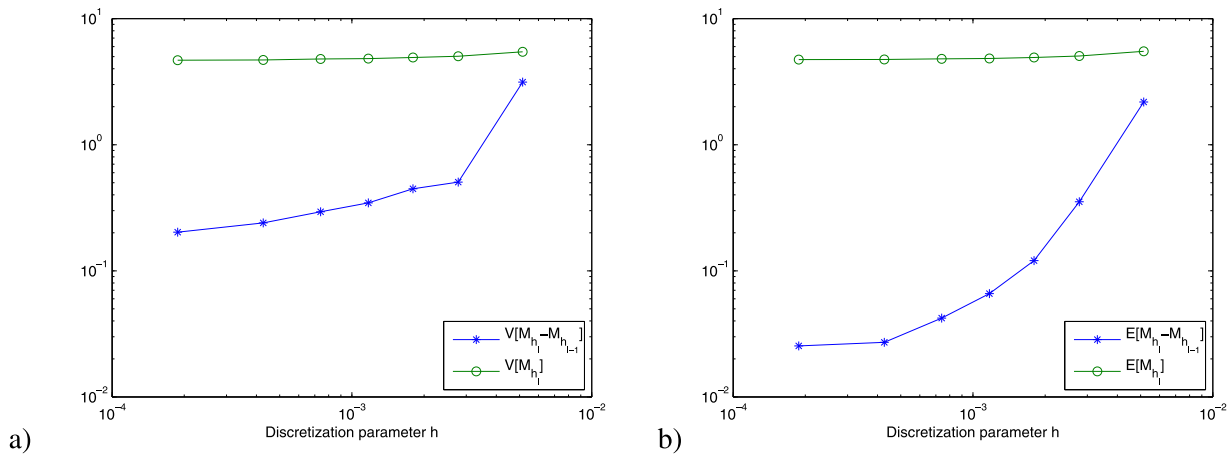 10^1
10^0
10^-1
10^-2
10^-4
10^-3
10^-2
Discretization parameter h
V[M_{h_l}-M_{h_{l-1}}]
V[M_{h_l}]
a)
10^1
10^0
10^-1
10^-2
10^-4
10^-3
10^-2
Discretization parameter h
E[M_{h_l}-M_{h_{l-1}}]
E[M_{h_l}]
b)